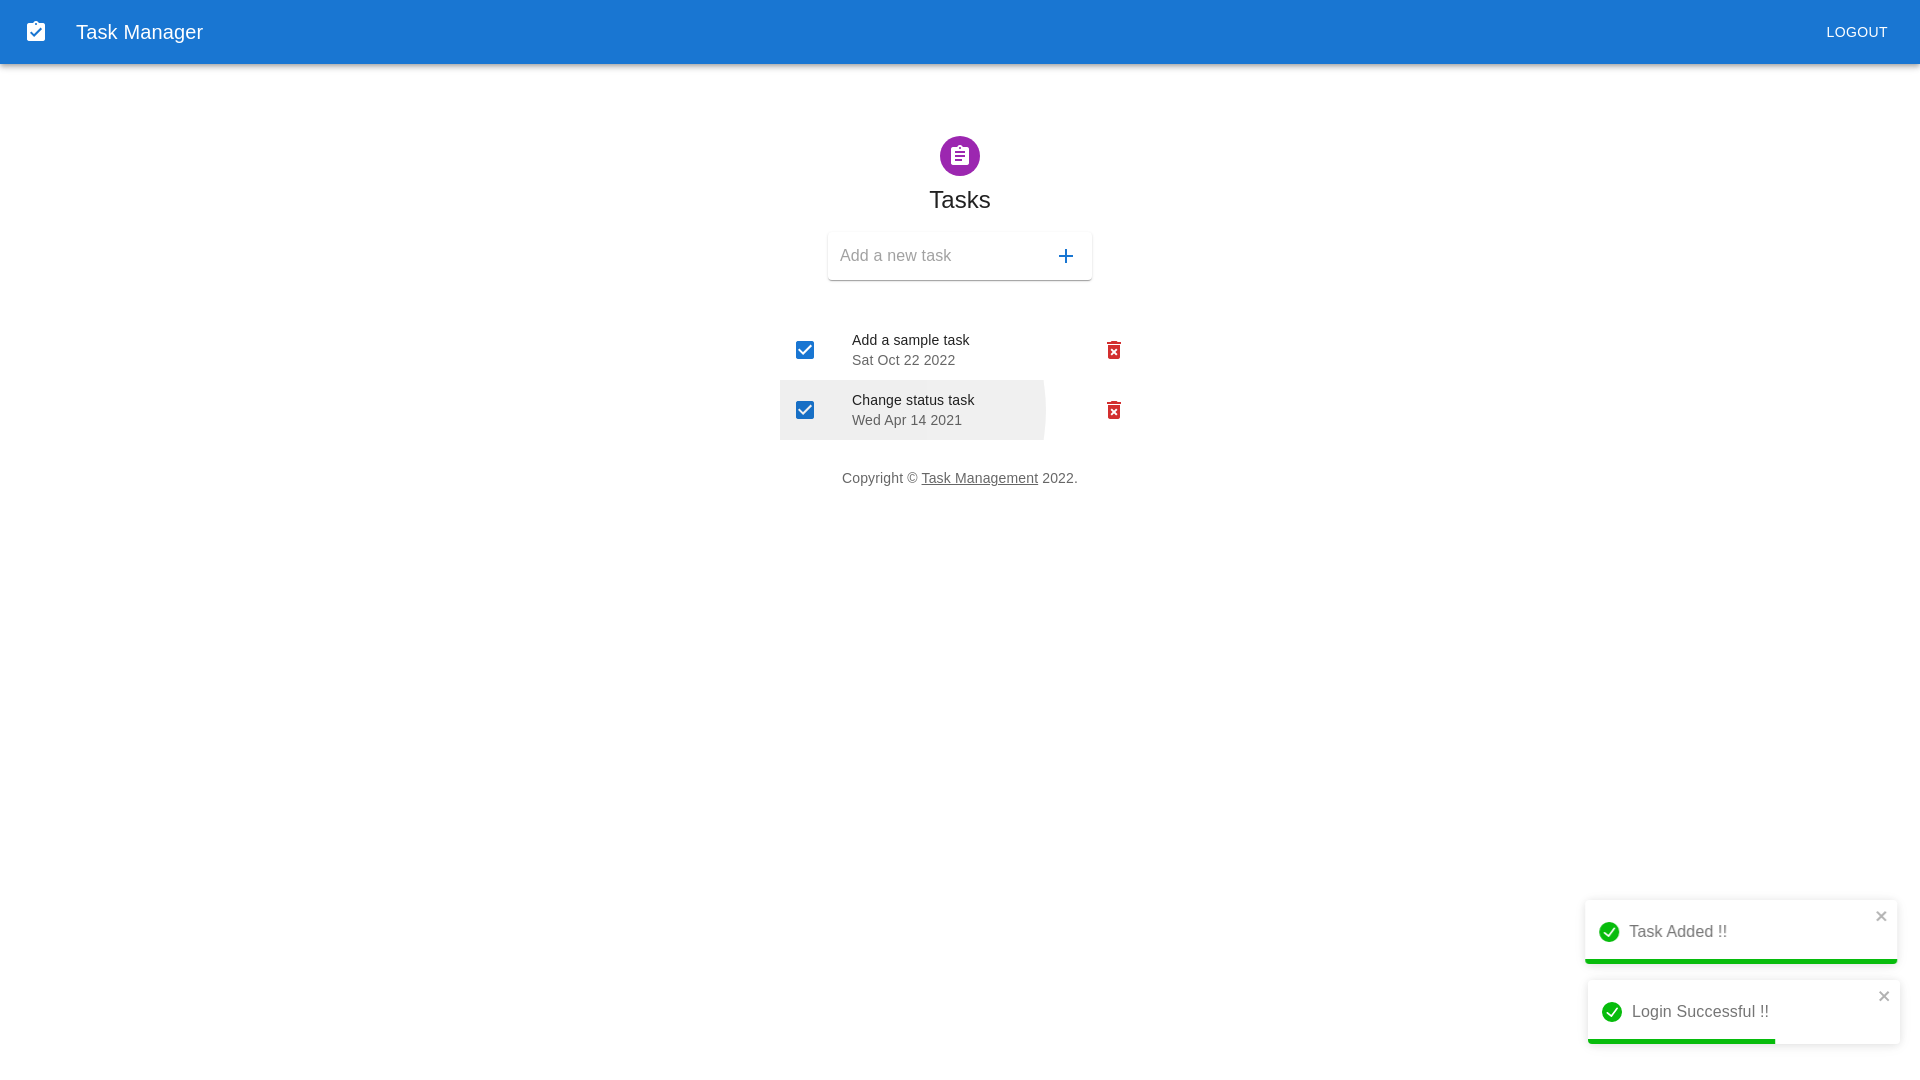 Task Manager
LOGOUT
Tasks
Add a new task
Add a sample task
Sat Oct 22 2022
Change status task
Wed Apr 14 2021
Copyright © Task Management 2022.
Task Added !!
Login Successful !!